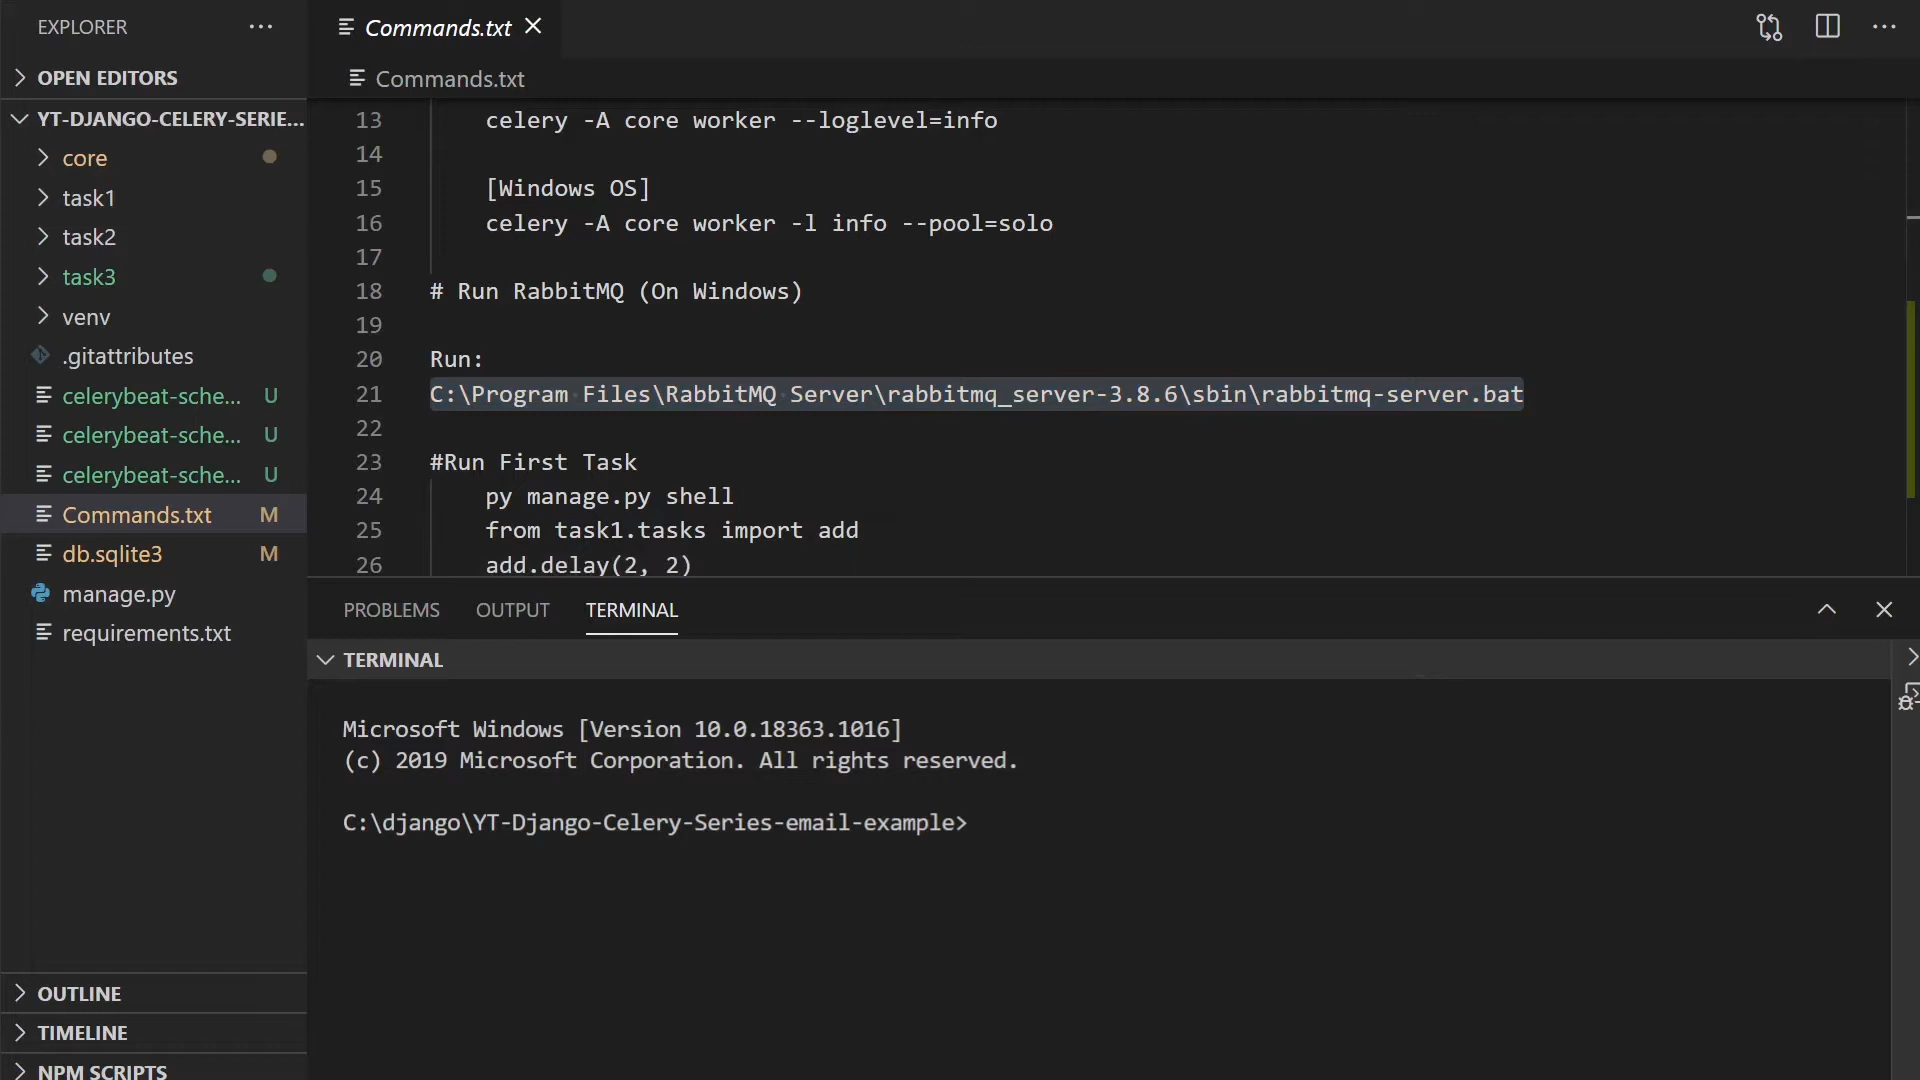 EXPLORER
OPEN EDITORS
YT-DJANGO-CELERY-SERIE...
core
task1
task2
task3
venv
.gitattributes
celerybeat-sche... U
celerybeat-sche... U
celerybeat-sche... U
Commands.txt M
db.sqlite3 M
manage.py
requirements.txt
OUTLINE
TIMELINE
NPM SCRIPTS
Commands.txt
Commands.txt
13 celery -A core worker --loglevel=info
14
15 [Windows OS]
16 celery -A core worker -l info --pool=solo
17
18 # Run RabbitMQ (On Windows)
19
20 Run:
21 C:\Program Files\RabbitMQ Server\rabbitmq_server-3.8.6\sbin\rabbitmq-server.bat
22
23 #Run First Task
24 py manage.py shell
25 from task1.tasks import add
26 add.delay(2, 2)
PROBLEMS OUTPUT TERMINAL
TERMINAL
Microsoft Windows [Version 10.0.18363.1016]
(c) 2019 Microsoft Corporation. All rights reserved.
C:\django\YT-Django-Celery-Series-email-example>